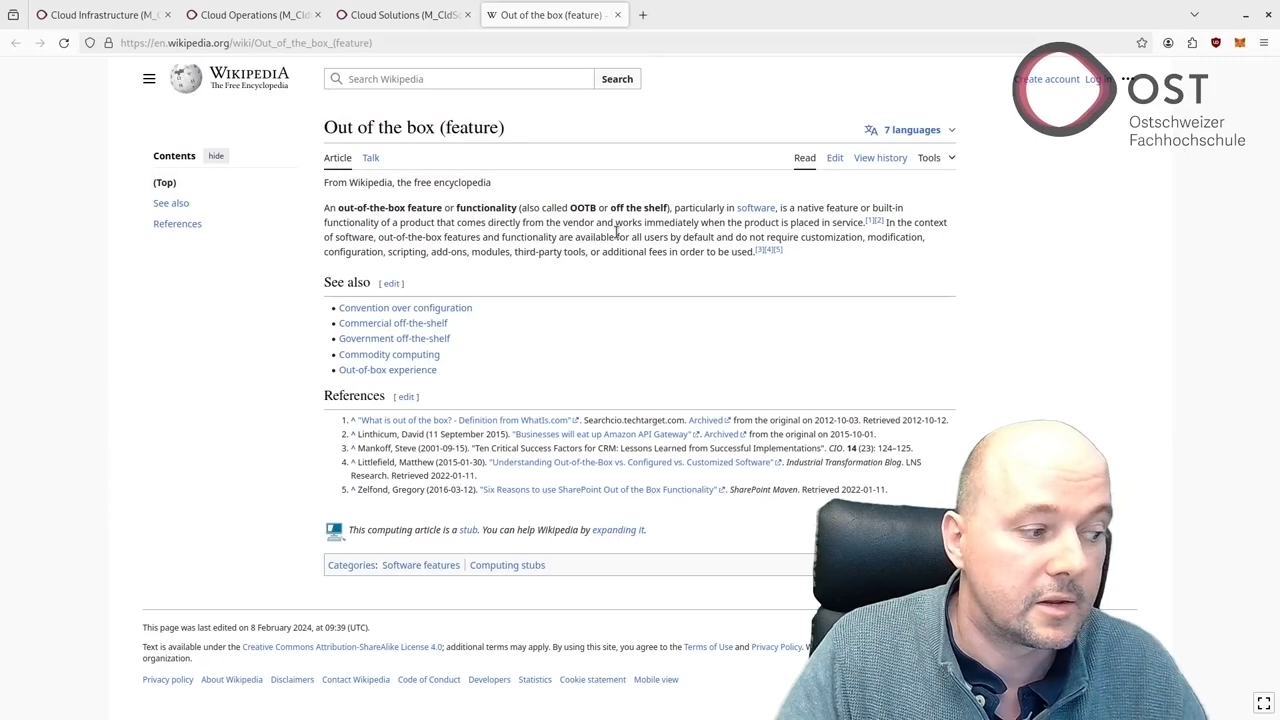 Cloud Infrastructure (M_C
Cloud Operations (M_Cld
Cloud Solutions (M_CldS
W Out of the box (feature) -
https://en.wikipedia.org/wiki/Out_of_the_box_(feature)
WIKIPEDIA
The Free Encyclopedia
Search Wikipedia
Search
Create account Log in
OST
Ostschweizer
Fachhochschule
Out of the box (feature)
7 languages
Contents hide
Article Talk
Read Edit View history Tools
(Top)
See also
References
From Wikipedia, the free encyclopedia
An out-of-the-box feature or functionality (also called OOTB or off the shelf), particularly in software, is a native feature or built-in
functionality of a product that comes directly from the vendor and works immediately when the product is placed in service.[1][2] In the context
of software, out-of-the-box features and functionality are available for all users by default and do not require customization, modification,
configuration, scripting, add-ons, modules, third-party tools, or additional fees in order to be used.[3][4][5]
See also [ edit ]
• Convention over configuration
• Commercial off-the-shelf
• Government off-the-shelf
• Commodity computing
• Out-of-box experience
References [ edit ]
1. ^ "What is out of the box? - Definition from WhatIs.com". Searchcio.techtarget.com. Archived from the original on 2012-10-03. Retrieved 2012-10-12.
2. ^ Linthicum, David (11 September 2015). "Businesses will eat up Amazon API Gateway". Archived from the original on 2015-10-01.
3. ^ Mankoff, Steve (2001-09-15). "Ten Critical Success Factors for CRM: Lessons Learned from Successful Implementations". CIO. 14 (23): 124–125.
4. ^ Littlefield, Matthew (2015-01-30). "Understanding Out-of-the-Box vs. Configured vs. Customized Software". Industrial Transformation Blog. LNS
Research. Retrieved 2022-01-11.
5. ^ Zelfond, Gregory (2016-03-12). "Six Reasons to use SharePoint Out of the Box Functionality". SharePoint Maven. Retrieved 2022-01-11.
This computing article is a stub. You can help Wikipedia by expanding it.
Categories: Software features | Computing stubs
This page was last edited on 8 February 2024, at 09:39 (UTC).
Text is available under the Creative Commons Attribution-ShareAlike License 4.0; additional terms may apply. By using this site, you agree to the Terms of Use and Privacy Policy.
organization.
Privacy policy About Wikipedia Disclaimers Contact Wikipedia Code of Conduct Developers Statistics Cookie statement Mobile view